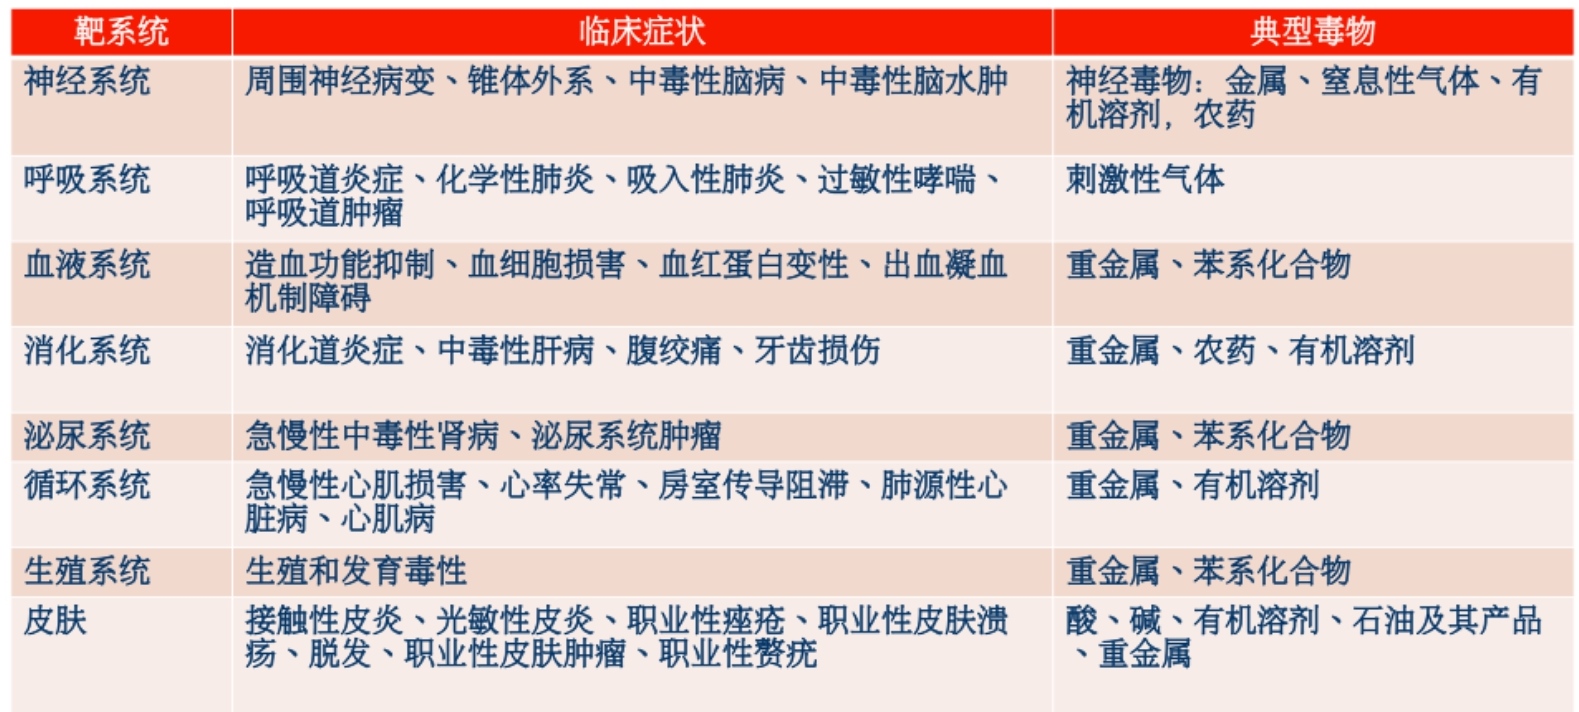 靶系统 临床症状 典型毒物
神经系统 周围神经病变、锥体外系、中毒性脑病、中毒性脑水肿 神经毒物：金属、窒息性气体、有
机溶剂，农药
呼吸系统 呼吸道炎症、化学性肺炎、吸入性肺炎、过敏性哮喘、 刺激性气体
呼吸道肿瘤
血液系统 造血功能抑制、血细胞损害、血红蛋白变性、出血凝血 重金属、苯系化合物
机制障碍
消化系统 消化道炎症、中毒性肝病、腹绞痛、牙齿损伤 重金属、农药、有机溶剂
泌尿系统 急慢性中毒性肾病、泌尿系统肿瘤 重金属、苯系化合物
循环系统 急慢性心肌损害、心率失常、房室传导阻滞、肺源性心 重金属、有机溶剂
脏病、心肌病
生殖系统 生殖和发育毒性 重金属、苯系化合物
皮肤 接触性皮炎、光敏性皮炎、职业性痤疮、职业性皮肤溃 酸、碱、有机溶剂、石油及其产品
疡、脱发、职业性皮肤肿瘤、职业性赘疣 、重金属